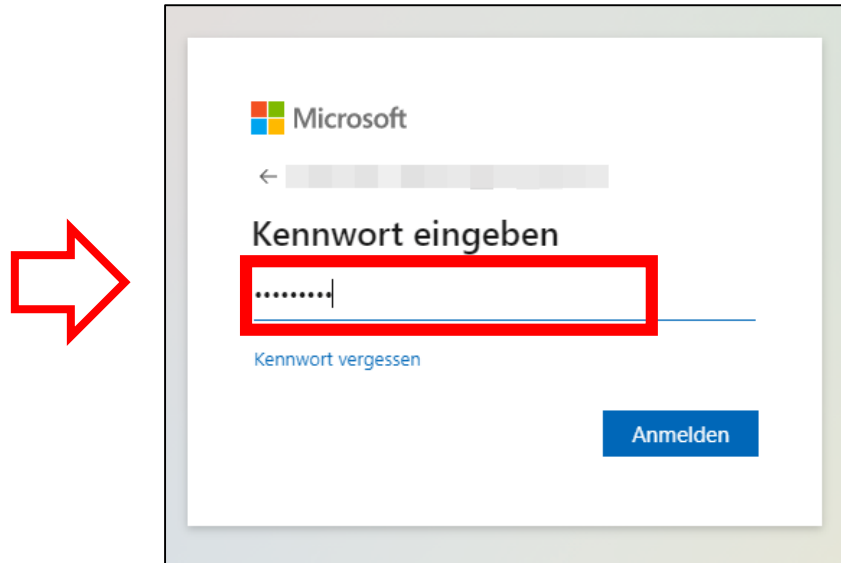 Microsoft
Kennwort eingeben
•••••••••
Kennwort vergessen
Anmelden